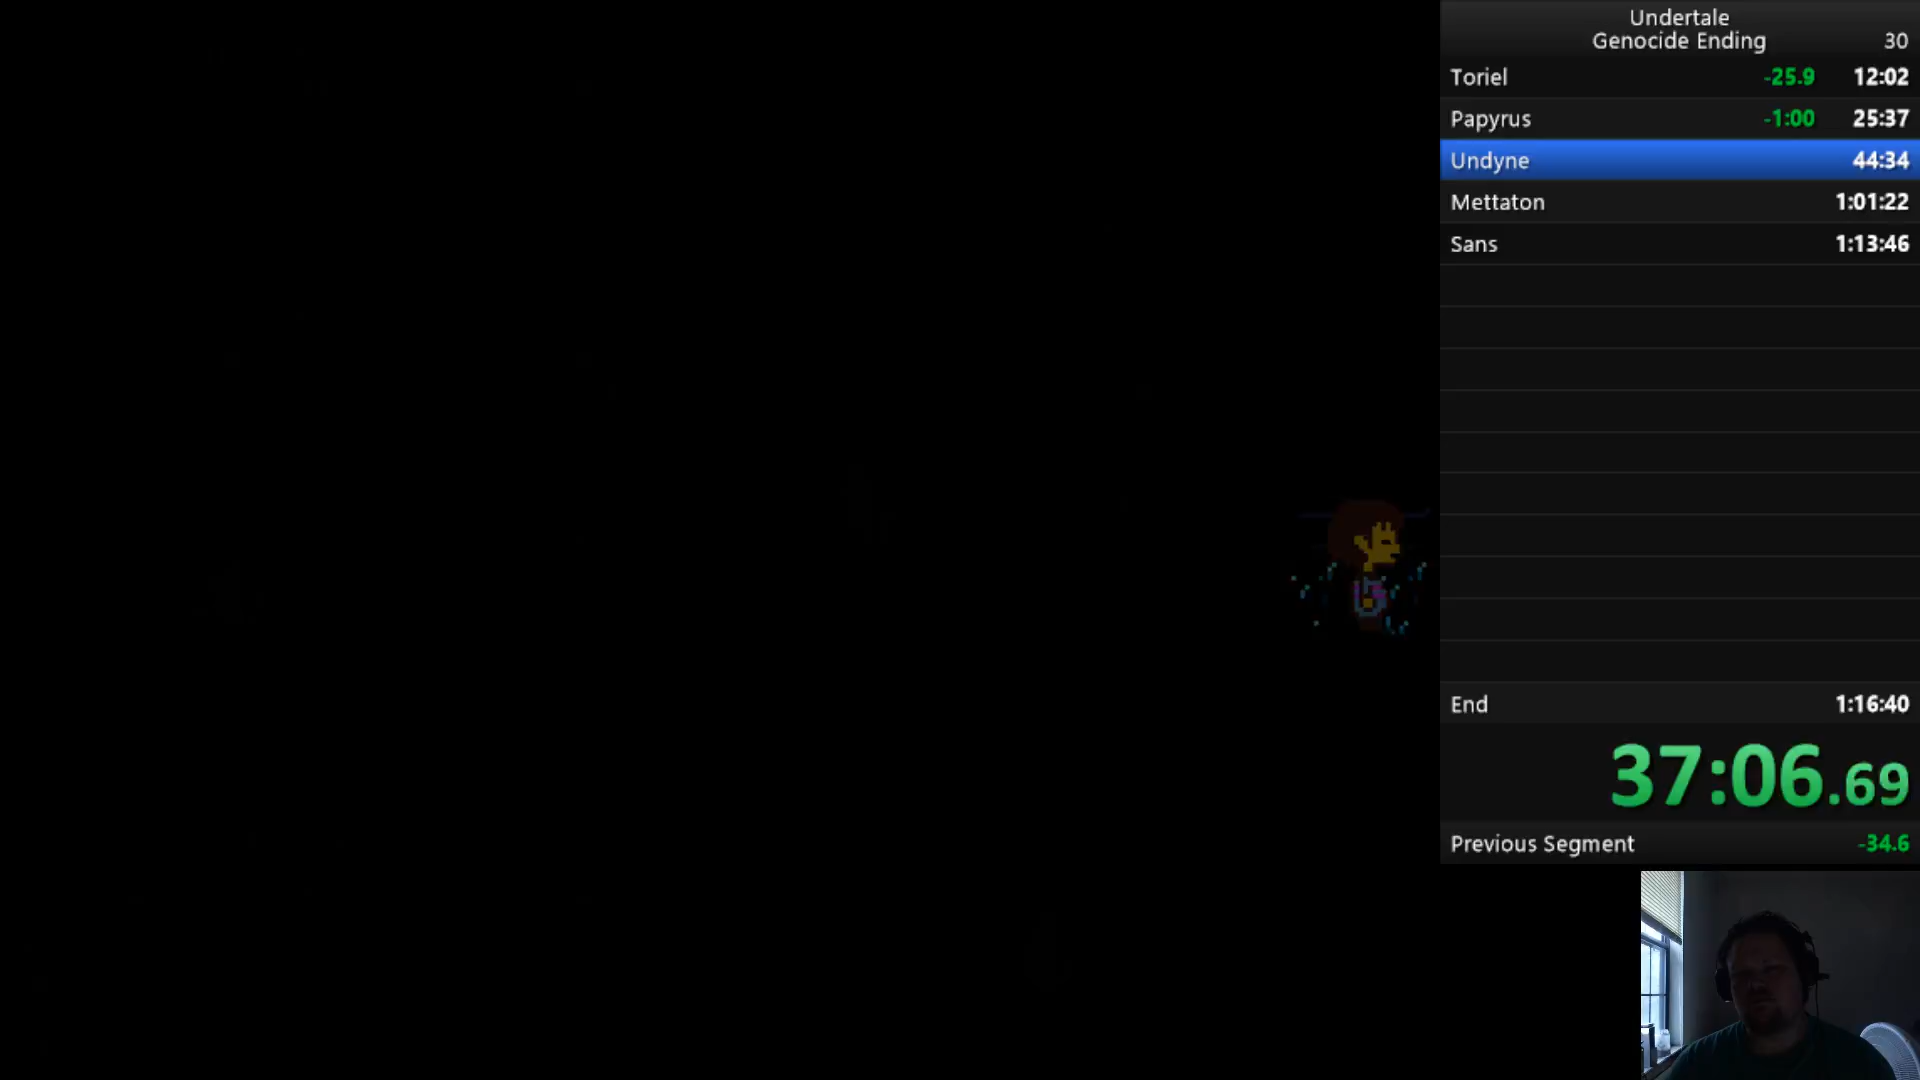 Undertale
Genocide Ending 30
Toriel -25.9 12:02
Papyrus -1:00 25:37
Undyne 44:34
Mettaton 1:01:22
Sans 1:13:46
End 1:16:40
37:06.69
Previous Segment -34.6